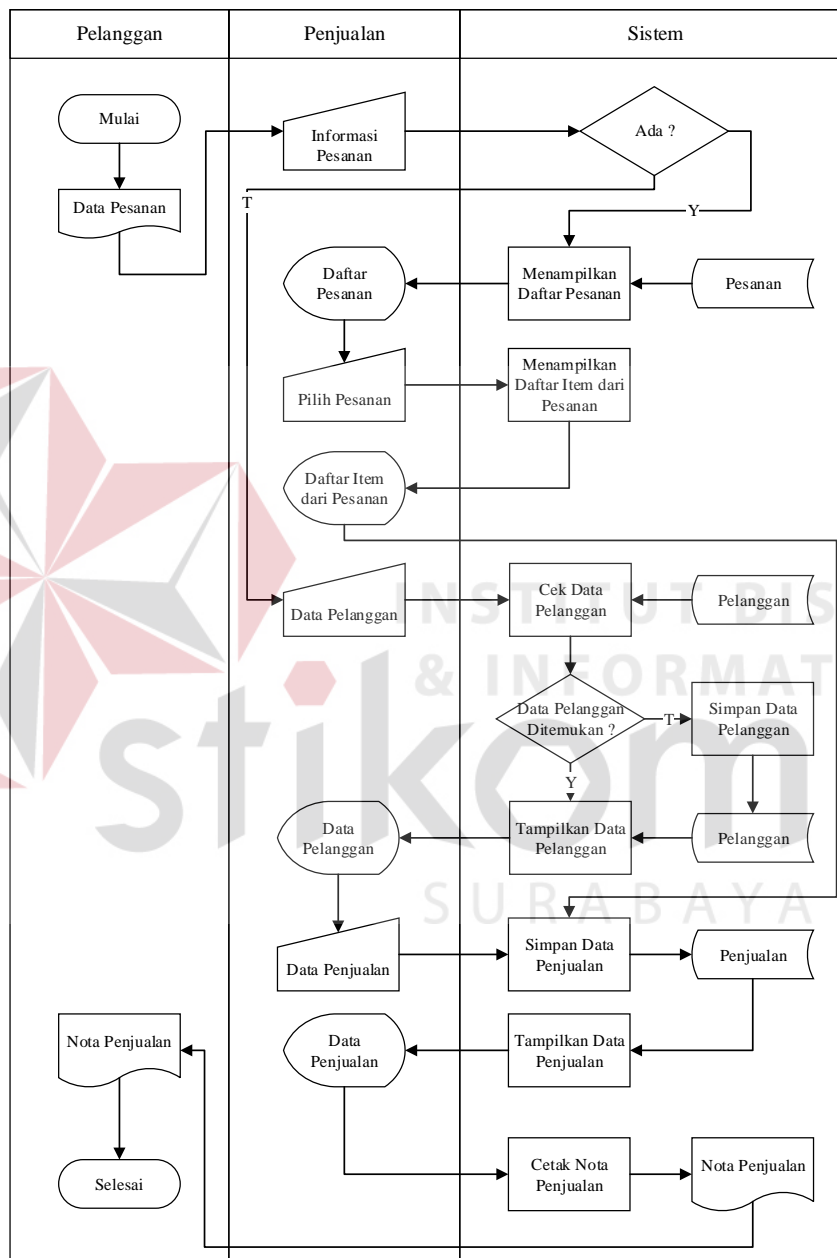 Pelanggan
Penjualan
Sistem
Mulai
Informasi
Pesanan
Ada ?
T
Data Pesanan
Y
Daftar
Pesanan
Menampilkan
Daftar Pesanan
Pesanan
Pilih Pesanan
Menampilkan
Daftar Item dari
Pesanan
Daftar Item
dari Pesanan
Data Pelanggan
Cek Data
Pelanggan
Pelanggan
INSTITUT BIS
& INFORMAT
stikom
SURABAYA
Data Pelanggan
Ditemukan ?
T
Simpan Data
Pelanggan
Y
Data
Pelanggan
Tampilkan Data
Pelanggan
Pelanggan
Data Penjualan
Simpan Data
Penjualan
Penjualan
Nota Penjualan
Data
Penjualan
Tampilkan Data
Penjualan
Selesai
Cetak Nota
Penjualan
Nota Penjualan